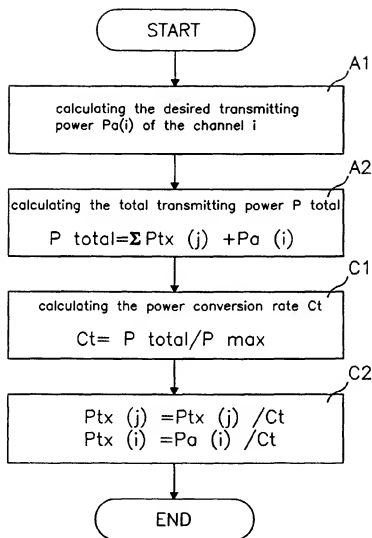 START
A1
calculating the desired transmitting
power Pa(i) of the channel i
A2
calculating the total transmitting power P total
P total=Σ Ptx (j) +Pa (i)
C1
calculating the power conversion rate Ct
Ct= P total/P max
C2
Ptx (j) =Ptx (j) /Ct
Ptx (i) =Pa (i) /Ct
END